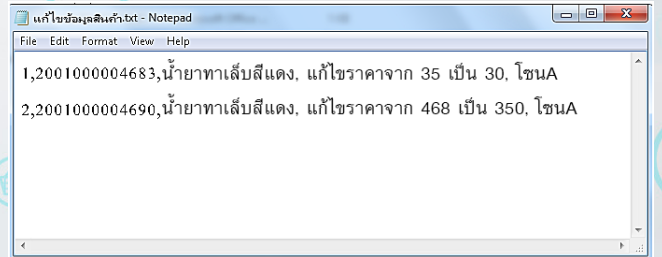 แก้ไขข้อมูลสินค้า.txt - Notepad
File Edit Format View Help
1,2001000004683,น้ำยาทาเล็บสีแดง, แก้ไขราคาจาก 35 เป็น 30, โซนA
2,2001000004690,น้ำยาทาเล็บสีแดง, แก้ไขราคาจาก 468 เป็น 350, โซนA